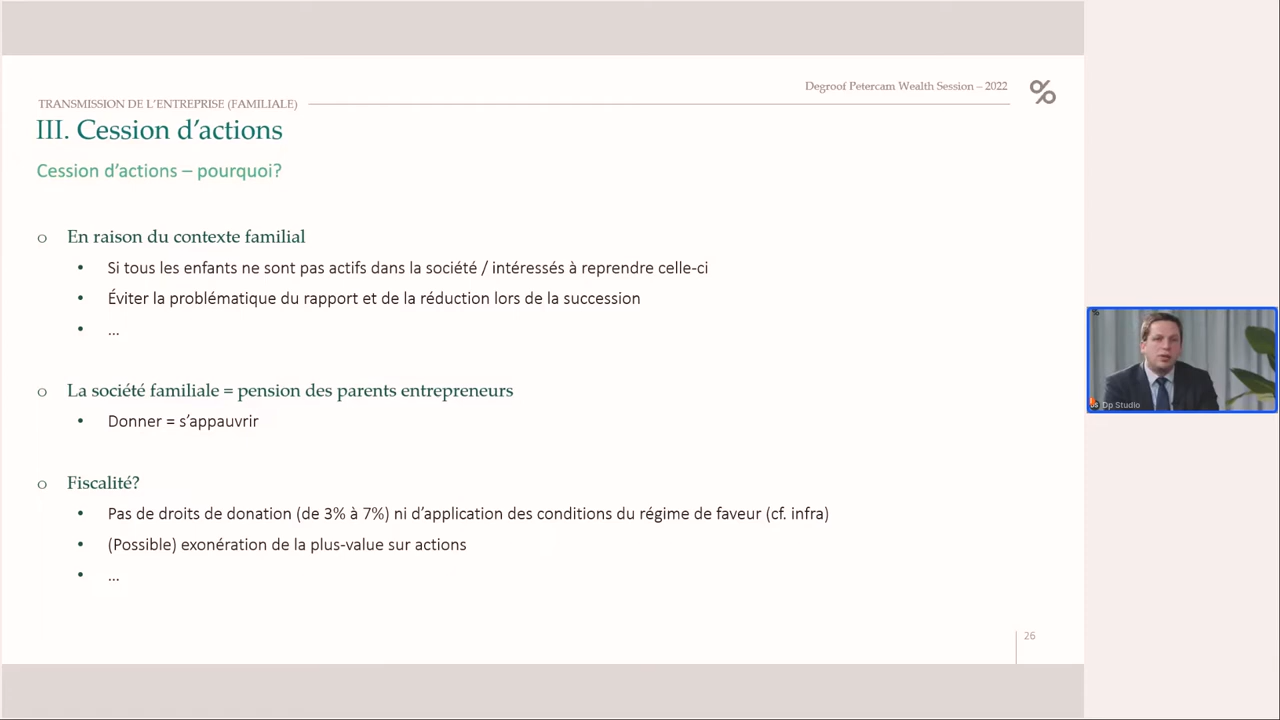 Degroof Petercam Wealth Session – 2022
TRANSMISSION DE L'ENTREPRISE (FAMILIALE)
III. Cession d'actions
Cession d'actions – pourquoi?
o En raison du contexte familial
• Si tous les enfants ne sont pas actifs dans la société / intéressés à reprendre celle-ci
• Éviter la problématique du rapport et de la réduction lors de la succession
• ...
o La société familiale = pension des parents entrepreneurs
• Donner = s'appauvrir
o Fiscalité?
• Pas de droits de donation (de 3% à 7%) ni d'application des conditions du régime de faveur (cf. infra)
• (Possible) exonération de la plus-value sur actions
• ...
26
Dp Studio